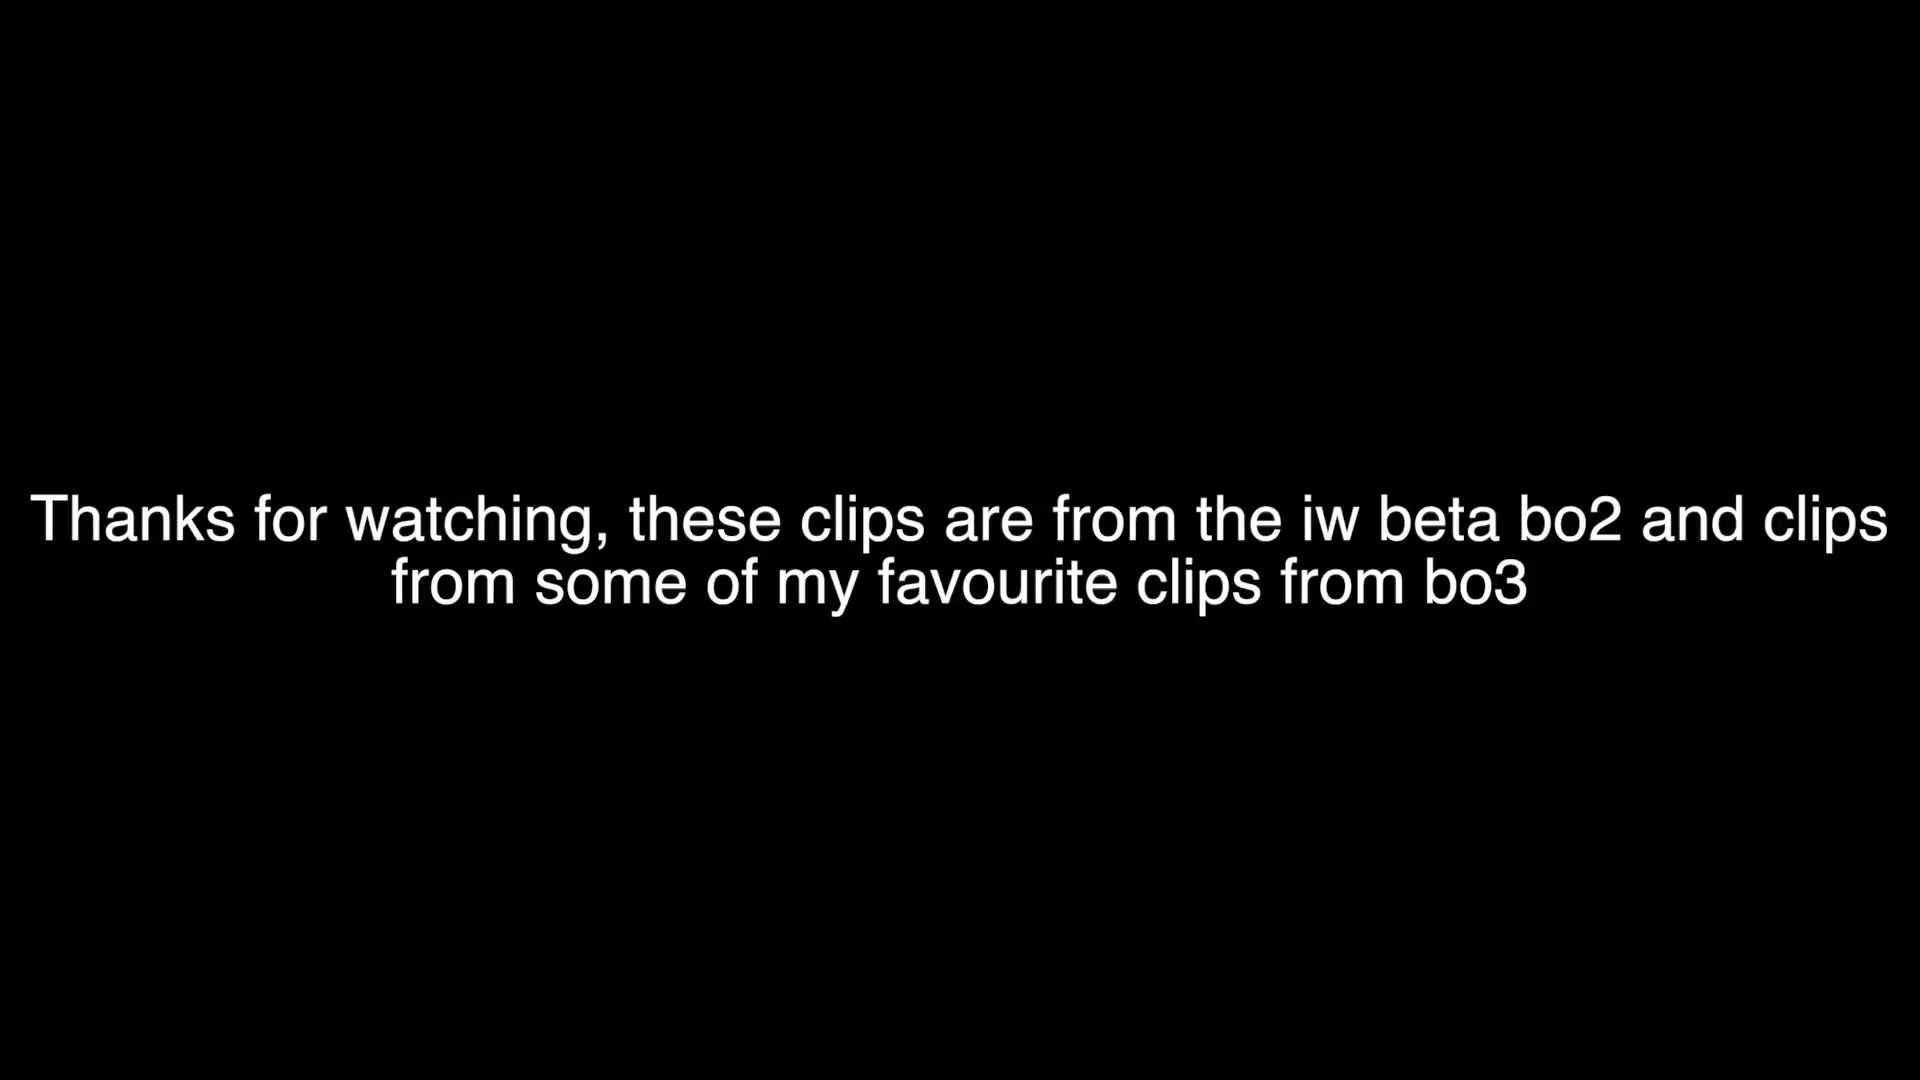 Thanks for watching, these clips are from the iw beta bo2 and clips
from some of my favourite clips from bo3